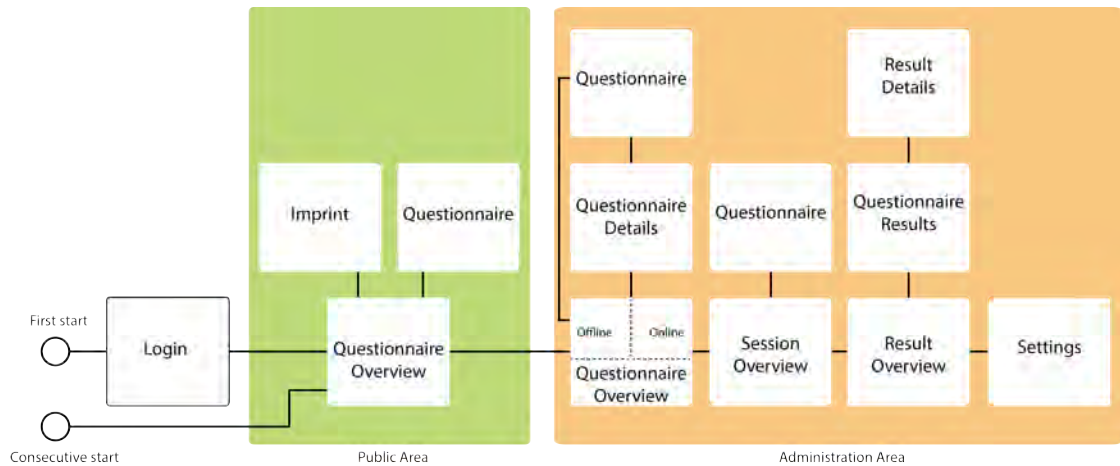 Questionnaire
Result
Details
Imprint
Questionnaire
Questionnaire
Details
Questionnaire
Questionnaire
Results
First start
Login
Questionnaire
Overview
Offline
Online
Questionnaire
Overview
Session
Overview
Result
Overview
Settings
Consecutive start
Public Area
Administration Area